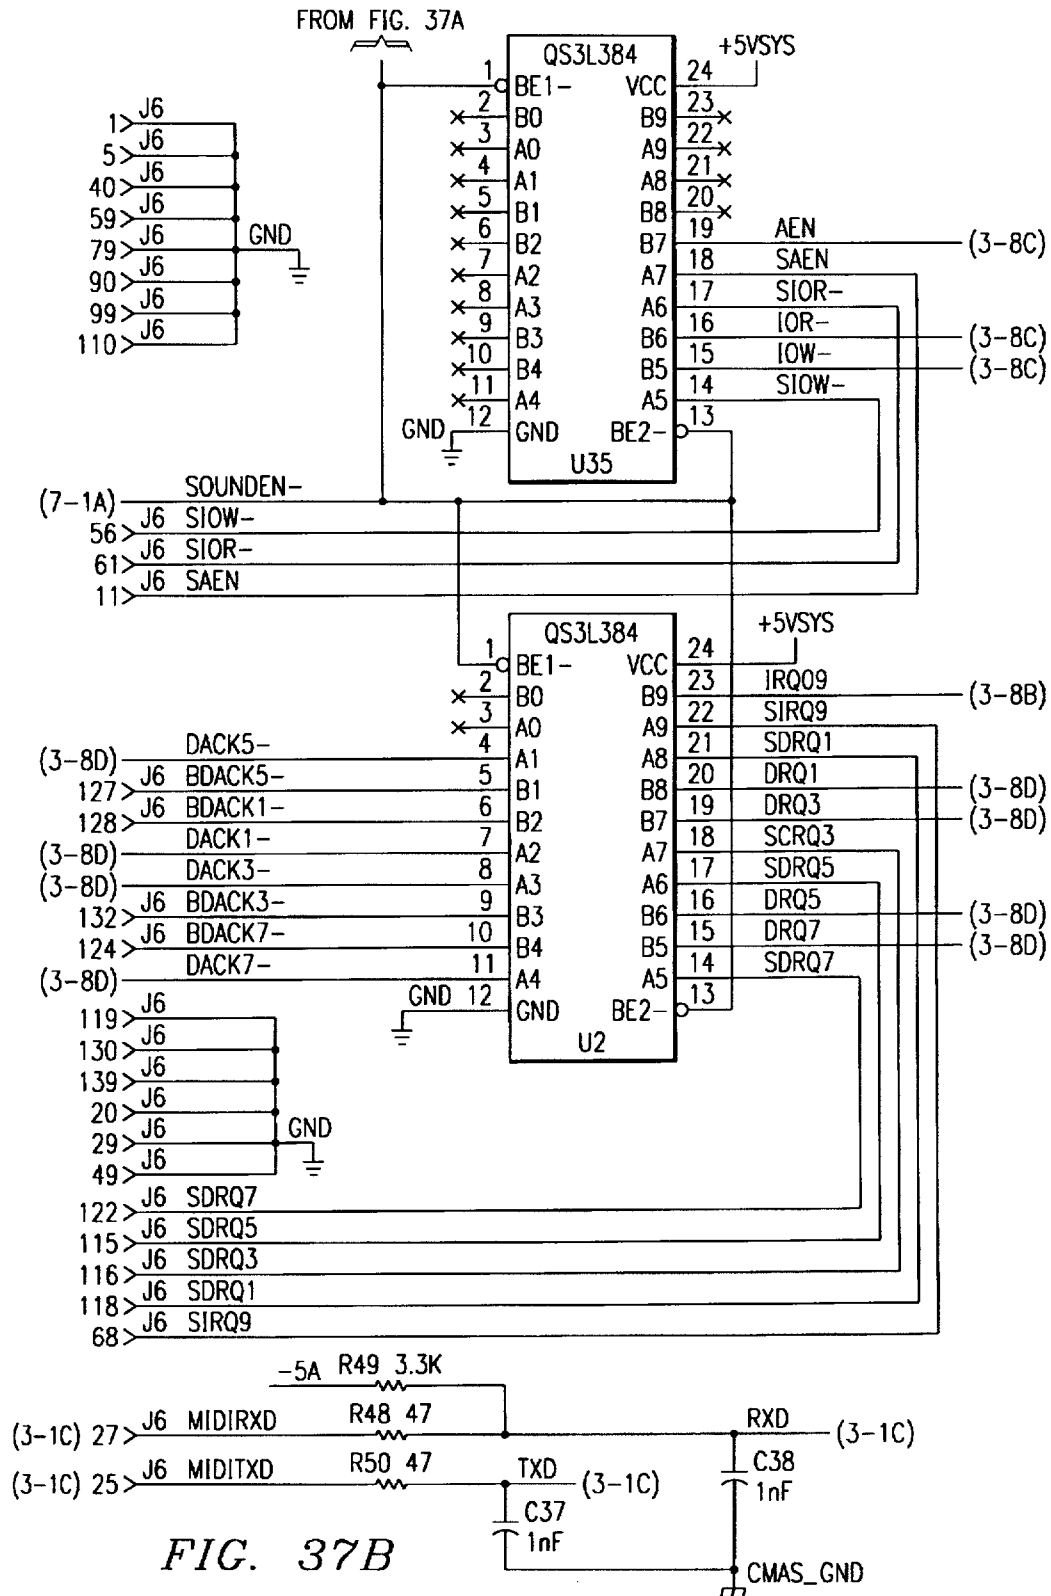 FROM FIG. 37A
QS3L384
+5VSYS
1 BE1- VCC 24
2 B0 B9 23
3 A0 A9 22
4 A1 A8 21
5 B1 B8 20
6 B2 B7 19 AEN (3-8C)
7 A2 A7 18 SAEN
8 A3 A6 17 SIOR-
9 B3 B6 16 IOR- (3-8C)
10 B4 B5 15 IOW- (3-8C)
11 A4 A5 14 SIOW-
GND 12 GND BE2- 13
U35
1 J6
5 J6
40 J6
59 J6
79 J6 GND
90 J6
99 J6
110 J6
(7-1A) SOUNDEN-
56 J6 SIOW-
61 J6 SIOR-
11 J6 SAEN
QS3L384
+5VSYS
1 BE1- VCC 24
2 B0 B9 23 IRQ09 (3-8B)
3 A0 A9 22 SIRQ9
(3-8D) DACK5- 4 A1 A8 21 SDRQ1
127 J6 BDACK5- 5 B1 B8 20 DRQ1 (3-8D)
128 J6 BDACK1- 6 B2 B7 19 DRQ3 (3-8D)
(3-8D) DACK1- 7 A2 A7 18 SCRQ3
(3-8D) DACK3- 8 A3 A6 17 SDRQ5
132 J6 BDACK3- 9 B3 B6 16 DRQ5 (3-8D)
124 J6 BDACK7- 10 B4 B5 15 DRQ7 (3-8D)
(3-8D) DACK7- 11 A4 A5 14 SDRQ7
GND 12 GND BE2- 13
U2
119 J6
130 J6
139 J6
20 J6
29 J6 GND
49 J6
122 J6 SDRQ7
115 J6 SDRQ5
116 J6 SDRQ3
118 J6 SDRQ1
68 J6 SIRQ9
-5A R49 3.3K
(3-1C) 27 J6 MIDIRXD R48 47 RXD (3-1C)
(3-1C) 25 J6 MIDITXD R50 47 TXD (3-1C)
C38
1nF
C37
1nF
CMAS_GND
FIG. 37B